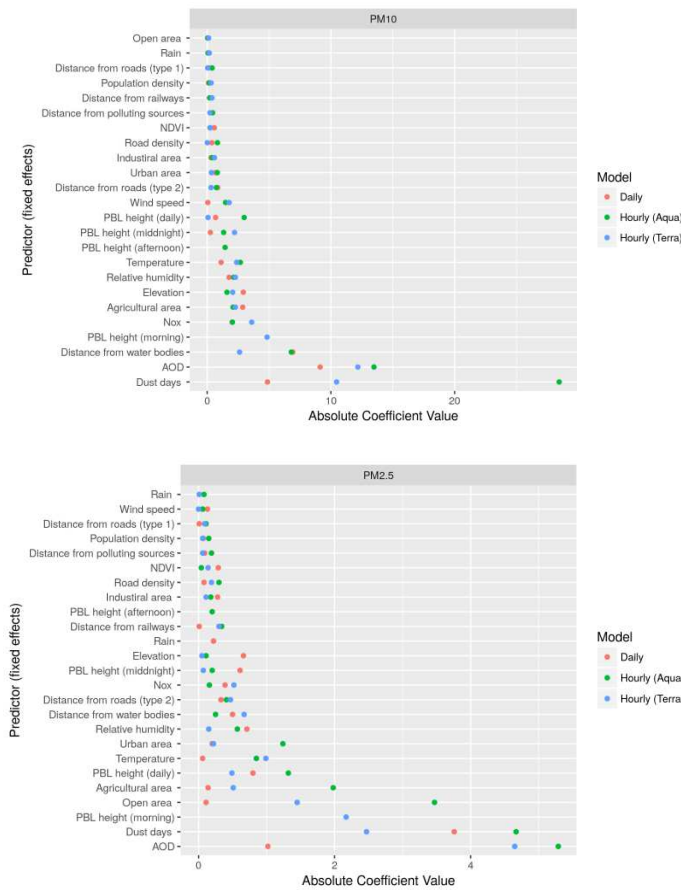 PM10
Open area
Rain
Distance from roads (type 1)
Population density
Distance from railways
Distance from polluting sources
NDVI
Road density
Industiral area
Urban area
Distance from roads (type 2)
Wind speed
PBL height (daily)
PBL height (middnight)
PBL height (afternoon)
Temperature
Relative humidity
Elevation
Agricultural area
Nox
PBL height (morning)
Distance from water bodies
AOD
Dust days
Predictor (fixed effects)
0 10 20
Absolute Coefficient Value
Model
Daily
Hourly (Aqua)
Hourly (Terra)
PM2.5
Rain
Wind speed
Distance from roads (type 1)
Population density
Distance from polluting sources
NDVI
Road density
Industiral area
PBL height (afternoon)
Distance from railways
Rain
Elevation
PBL height (middnight)
Nox
Distance from roads (type 2)
Distance from water bodies
Relative humidity
Urban area
Temperature
PBL height (daily)
Agricultural area
Open area
PBL height (morning)
Dust days
AOD
Predictor (fixed effects)
0 2 4
Absolute Coefficient Value
Model
Daily
Hourly (Aqua
Hourly (Terra